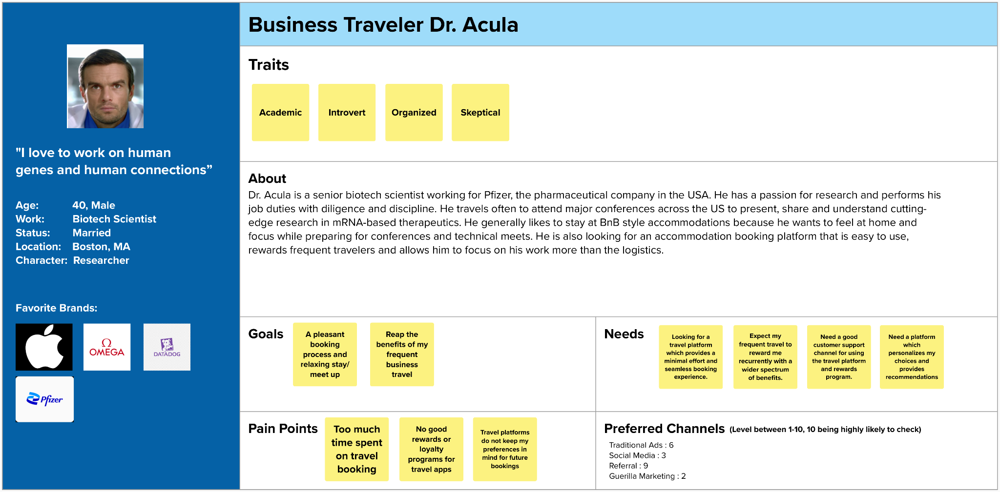 Business Traveler Dr. Acula
"I love to work on human
genes and human connections”
Age: 40, Male
Work: Biotech Scientist
Status: Married
Location: Boston, MA
Character: Researcher
Favorite Brands:
Ω
OMEGA
DATADOG
Pfizer
Traits
Academic
Introvert
Organized
Skeptical
About
Dr. Acula is a senior biotech scientist working for Pfizer, the pharmaceutical company in the USA. He has a passion for research and performs his
job duties with diligence and discipline. He travels often to attend major conferences across the US to present, share and understand cutting-
edge research in mRNA-based therapeutics. He generally likes to stay at BnB style accommodations because he wants to feel at home and
focus while preparing for conferences and technical meets. He is also looking for an accommodation booking platform that is easy to use,
rewards frequent travelers and allows him to focus on his work more than the logistics.
Goals
A pleasant
booking
process and
relaxing stay/
meet up
Reap the
benefits of my
frequent
business
travel
Needs
Looking for a
travel platform
which provides a
minimal effort and
seamless booking
experience.
Expect my
frequent travel to
reward me
recurrently with a
wider spectrum
of benefits.
Need a good
customer support
channel for using
the travel platform
and rewards
program.
Need a platform
which
personalizes my
choices and
provides
recommendations
Pain Points
Too much
time spent
on travel
booking
No good
rewards or
loyalty
programs for
travel apps
Travel platforms
do not keep my
preferences in
mind for future
bookings
Preferred Channels (Level between 1-10, 10 being highly likely to check)
Traditional Ads : 6
Social Media : 3
Referral : 9
Guerilla Marketing : 2